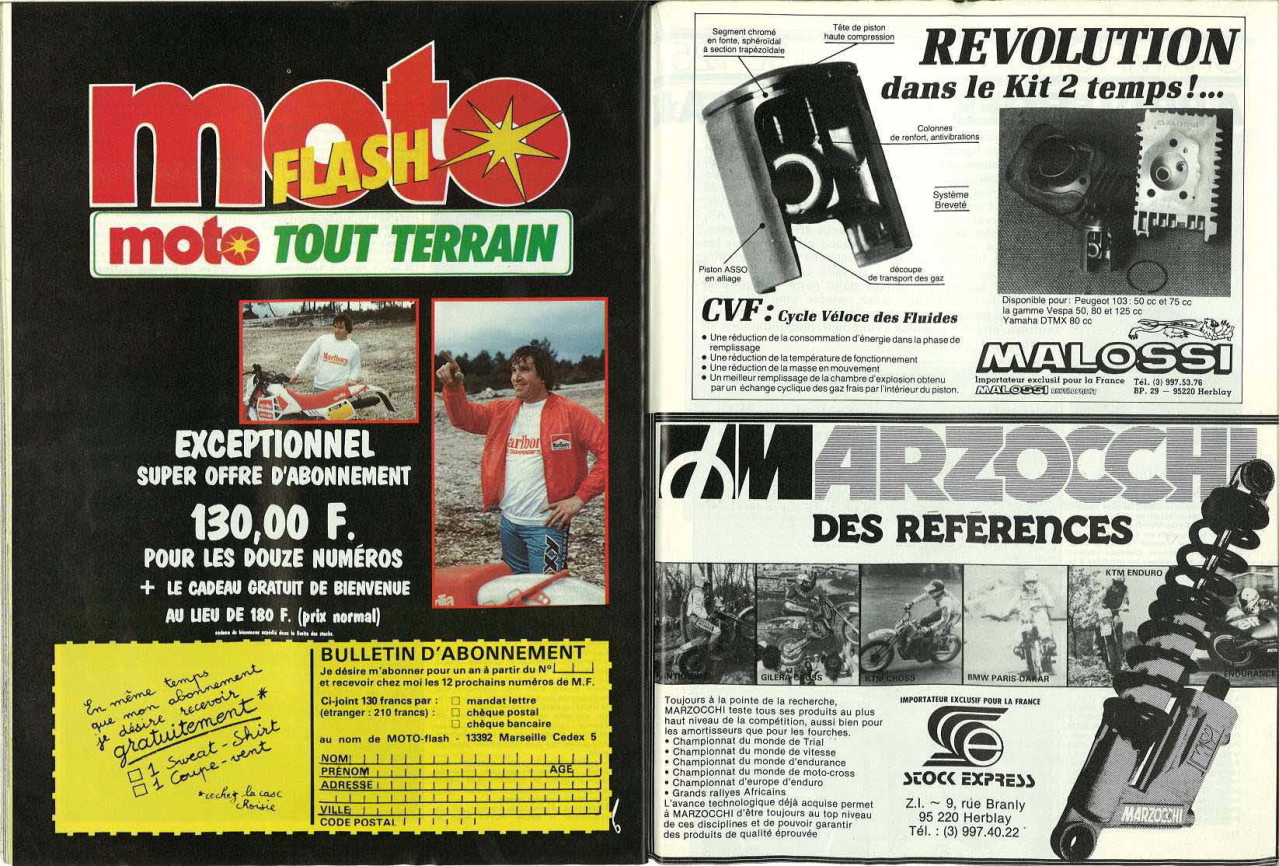 moto
FLASH
moto TOUT TERRAIN
Marlboro
EXCEPTIONNEL
SUPER OFFRE D'ABONNEMENT
130,00 F.
POUR LES DOUZE NUMÉROS
+ LE CADEAU GRATUIT DE BIENVENUE
AU LIEU DE 180 F. (prix normal)
cadeau de bienvenue expédié dans la limite des stocks.
En même temps
que mon abonnement
je désire recevoir
gratuitement *
□ 1 Sweat-Shirt
□ 1 Coupe-vent
* cochez la case
choisie
BULLETIN D'ABONNEMENT
Je désire m'abonner pour un an à partir du N°
et recevoir chez moi les 12 prochains numéros de M.F.
Ci-joint 130 francs par : □ mandat lettre
(étranger : 210 francs) : □ chèque postal
□ chèque bancaire
au nom de MOTO-flash - 13392 Marseille Cedex 5
NOM
PRÉNOM AGE
ADRESSE
VILLE
CODE POSTAL
Segment chromé
en fonte, sphéroïdal
à section trapézoïdale
Tête de piston
haute compression
REVOLUTION
dans le Kit 2 temps !...
Colonnes
de renfort, antivibrations
Système
Breveté
Piston ASSO
en alliage
découpe
de transport des gaz
CVF : Cycle Véloce des Fluides
• Une réduction de la consommation d'énergie dans la phase de
remplissage
• Une réduction de la température de fonctionnement
• Une réduction de la masse en mouvement
• Un meilleur remplissage de la chambre d'explosion obtenu
par un échange cyclique des gaz frais par l'intérieur du piston.
Disponible pour : Peugeot 103 : 50 cc et 75 cc
la gamme Vespa 50, 80 et 125 cc
Yamaha DTMX 80 cc
MALOSSI
Importateur exclusif pour la France
MALOSSI DEVELOPMENT
Tél. (3) 997.53.76
BP. 29 — 95220 Herblay
MARZOCCHI
DES RÉFÉRENCES
GILERA CROSS
KTM CROSS
BMW PARIS-DAKAR
KTM ENDURO
ENDURANCE
Toujours à la pointe de la recherche,
MARZOCCHI teste tous ses produits au plus
haut niveau de la compétition, aussi bien pour
les amortisseurs que pour les fourches.
• Championnat du monde de Trial
• Championnat du monde de vitesse
• Championnat du monde d'endurance
• Championnat du monde de moto-cross
• Championnat d'europe d'enduro
• Grands rallyes Africains
L'avance technologique déjà acquise permet
à MARZOCCHI d'être toujours au top niveau
de ces disciplines et de pouvoir garantir
des produits de qualité éprouvée
IMPORTATEUR EXCLUSIF POUR LA FRANCE
STOCK EXPRESS
Z.I. ~ 9, rue Branly
95 220 Herblay
Tél. : (3) 997.40.22
MARZOCCHI